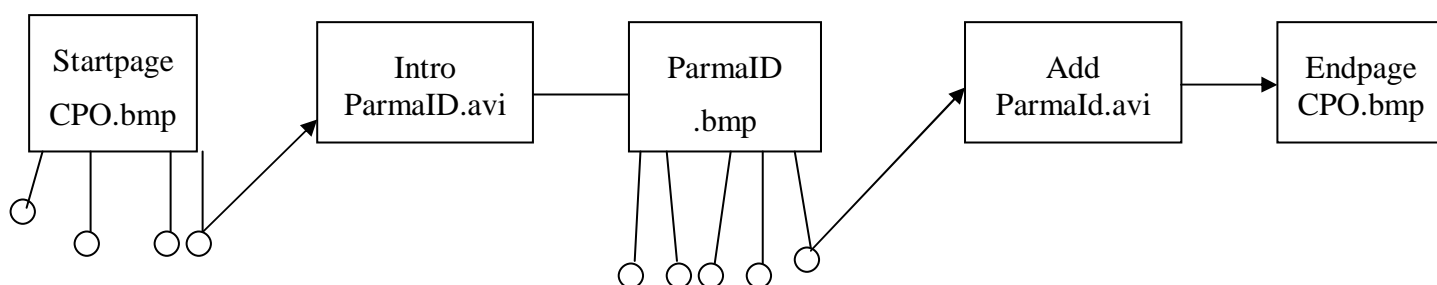 Startpage
CPO.bmp
Intro
ParmaID.avi
ParmaID
.bmp
Add
ParmaId.avi
Endpage
CPO.bmp